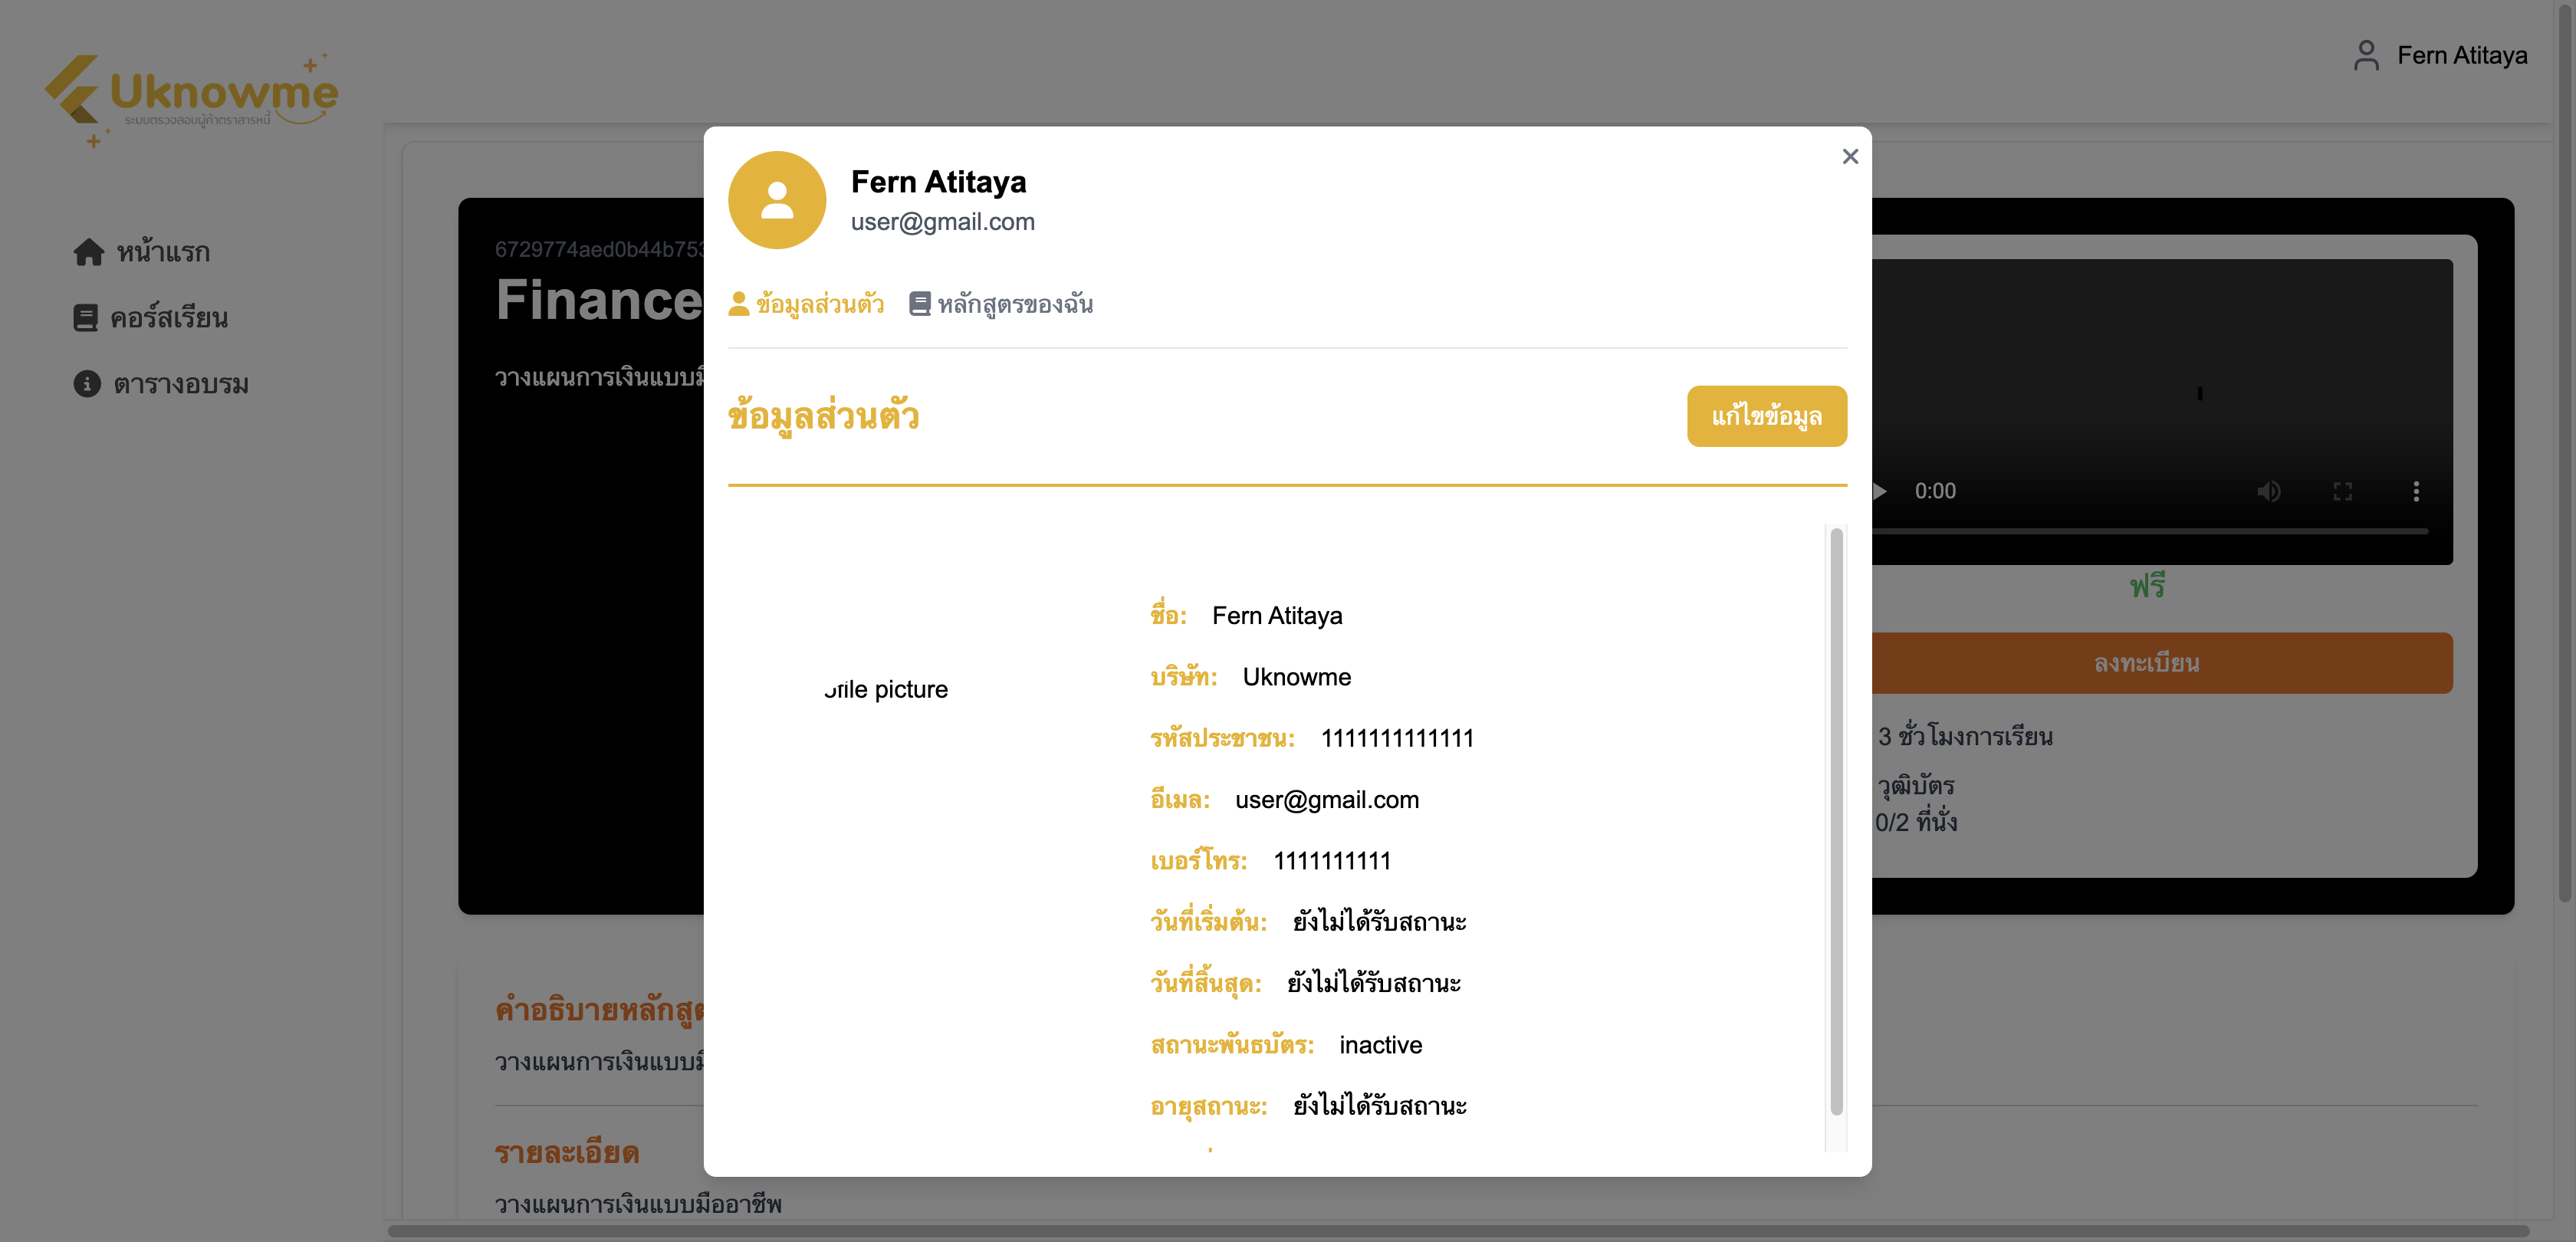 Uknowme
ระบบตรวจสอบผู้ค้าตราสารหนี้
Fern Atitaya
หน้าแรก
คอร์สเรียน
ตารางอบรม
6729774aed0b44b753
Finance
วางแผนการเงินแบบมื
Fern Atitaya
user@gmail.com
ข้อมูลส่วนตัว หลักสูตรของฉัน
ข้อมูลส่วนตัว
แก้ไขข้อมูล
ofile picture
ชื่อ: Fern Atitaya
บริษัท: Uknowme
รหัสประชาชน: 1111111111111
อีเมล: user@gmail.com
เบอร์โทร: 1111111111
วันที่เริ่มต้น: ยังไม่ได้รับสถานะ
วันที่สิ้นสุด: ยังไม่ได้รับสถานะ
สถานะพันธบัตร: inactive
อายุสถานะ: ยังไม่ได้รับสถานะ
0:00
ฟรี
ลงทะเบียน
3 ชั่วโมงการเรียน
วุฒิบัตร
0/2 ที่นั่ง
คำอธิบายหลักสูต
วางแผนการเงินแบบมื
รายละเอียด
วางแผนการเงินแบบมืออาชีพ